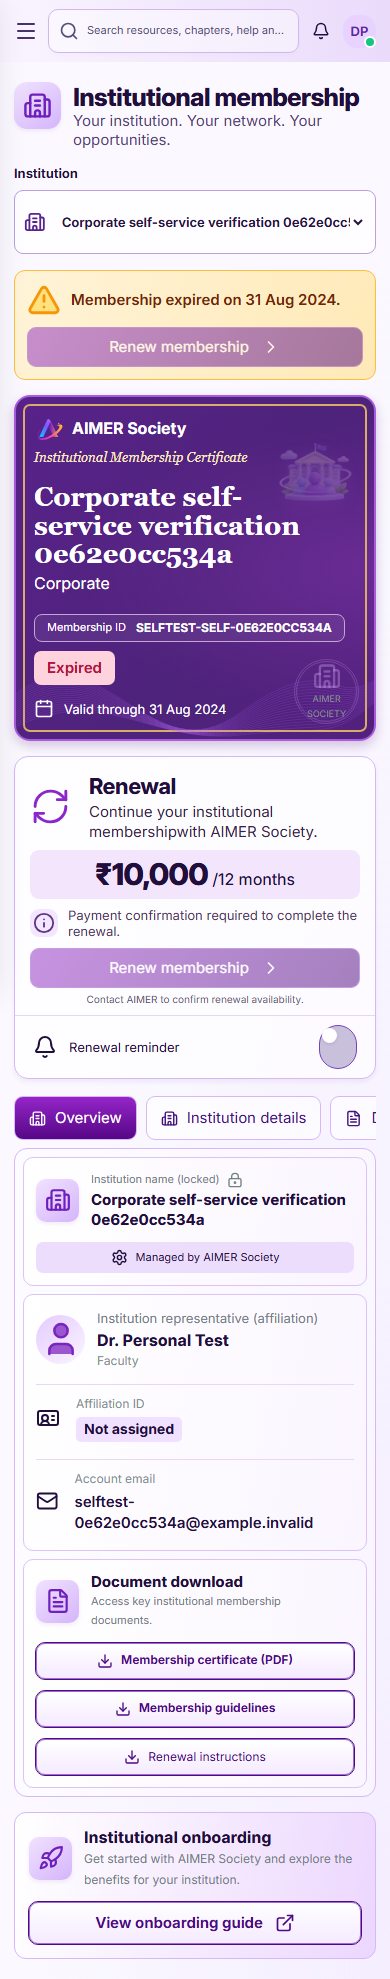 Search resources, chapters, help an...
DP
Institutional membership
Your institution. Your network. Your
opportunities.
Institution
Corporate self-service verification 0e62e0cc
Membership expired on 31 Aug 2024.
Renew membership
AIMER Society
Institutional Membership Certificate
Corporate self-
service verification
0e62e0cc534a
Corporate
Membership ID SELFTEST-SELF-0E62E0CC534A
Expired
Valid through 31 Aug 2024
AIMER
SOCIETY
Renewal
Continue your institutional
membershipwith AIMER Society.
₹10,000 /12 months
Payment confirmation required to complete the
renewal.
Renew membership
Contact AIMER to confirm renewal availability.
Renewal reminder
Overview
Institution details
Institution name (locked)
Corporate self-service verification
0e62e0cc534a
Managed by AIMER Society
Institution representative (affiliation)
Dr. Personal Test
Faculty
Affiliation ID
Not assigned
Account email
selftest-
0e62e0cc534a@example.invalid
Document download
Access key institutional membership
documents.
Membership certificate (PDF)
Membership guidelines
Renewal instructions
Institutional onboarding
Get started with AIMER Society and explore the
benefits for your institution.
View onboarding guide